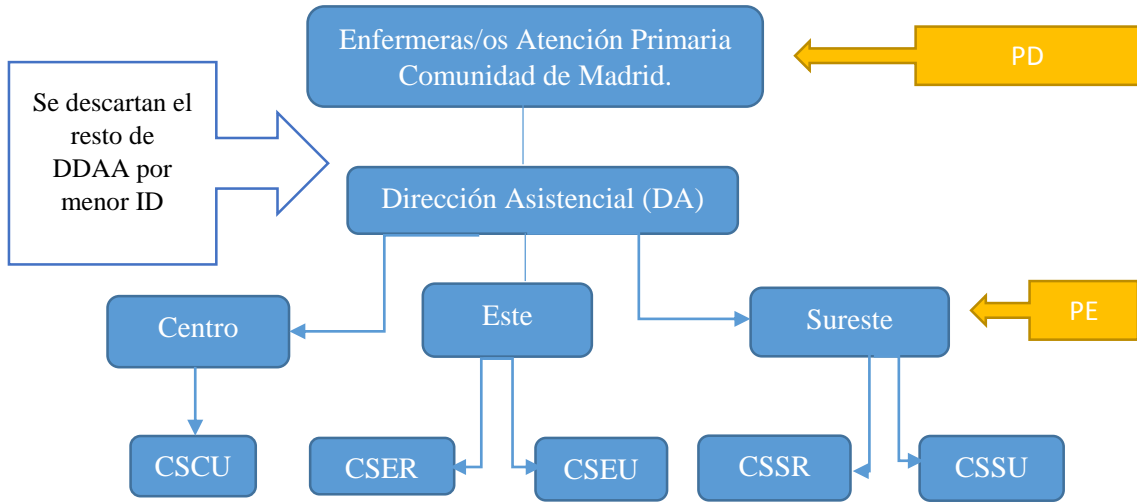 Enfermeras/os Atención Primaria
Comunidad de Madrid.
PD
Se descartan el
resto de
DDAA por
menor ID
Dirección Asistencial (DA)
Centro
Este
Sureste
PE
CSCU
CSER
CSEU
CSSR
CSSU